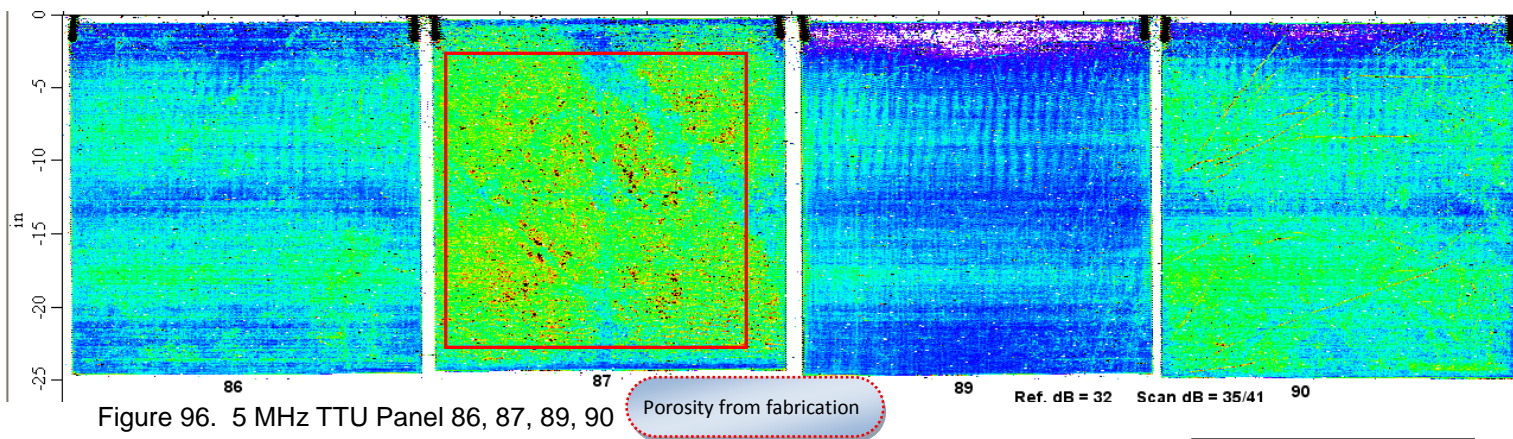 0
-5
-10
-15
-20
-25
in
86
87
89
Ref. dB = 32 Scan dB = 35/41
90
Figure 96. 5 MHz TTU Panel 86, 87, 89, 90
Porosity from fabrication